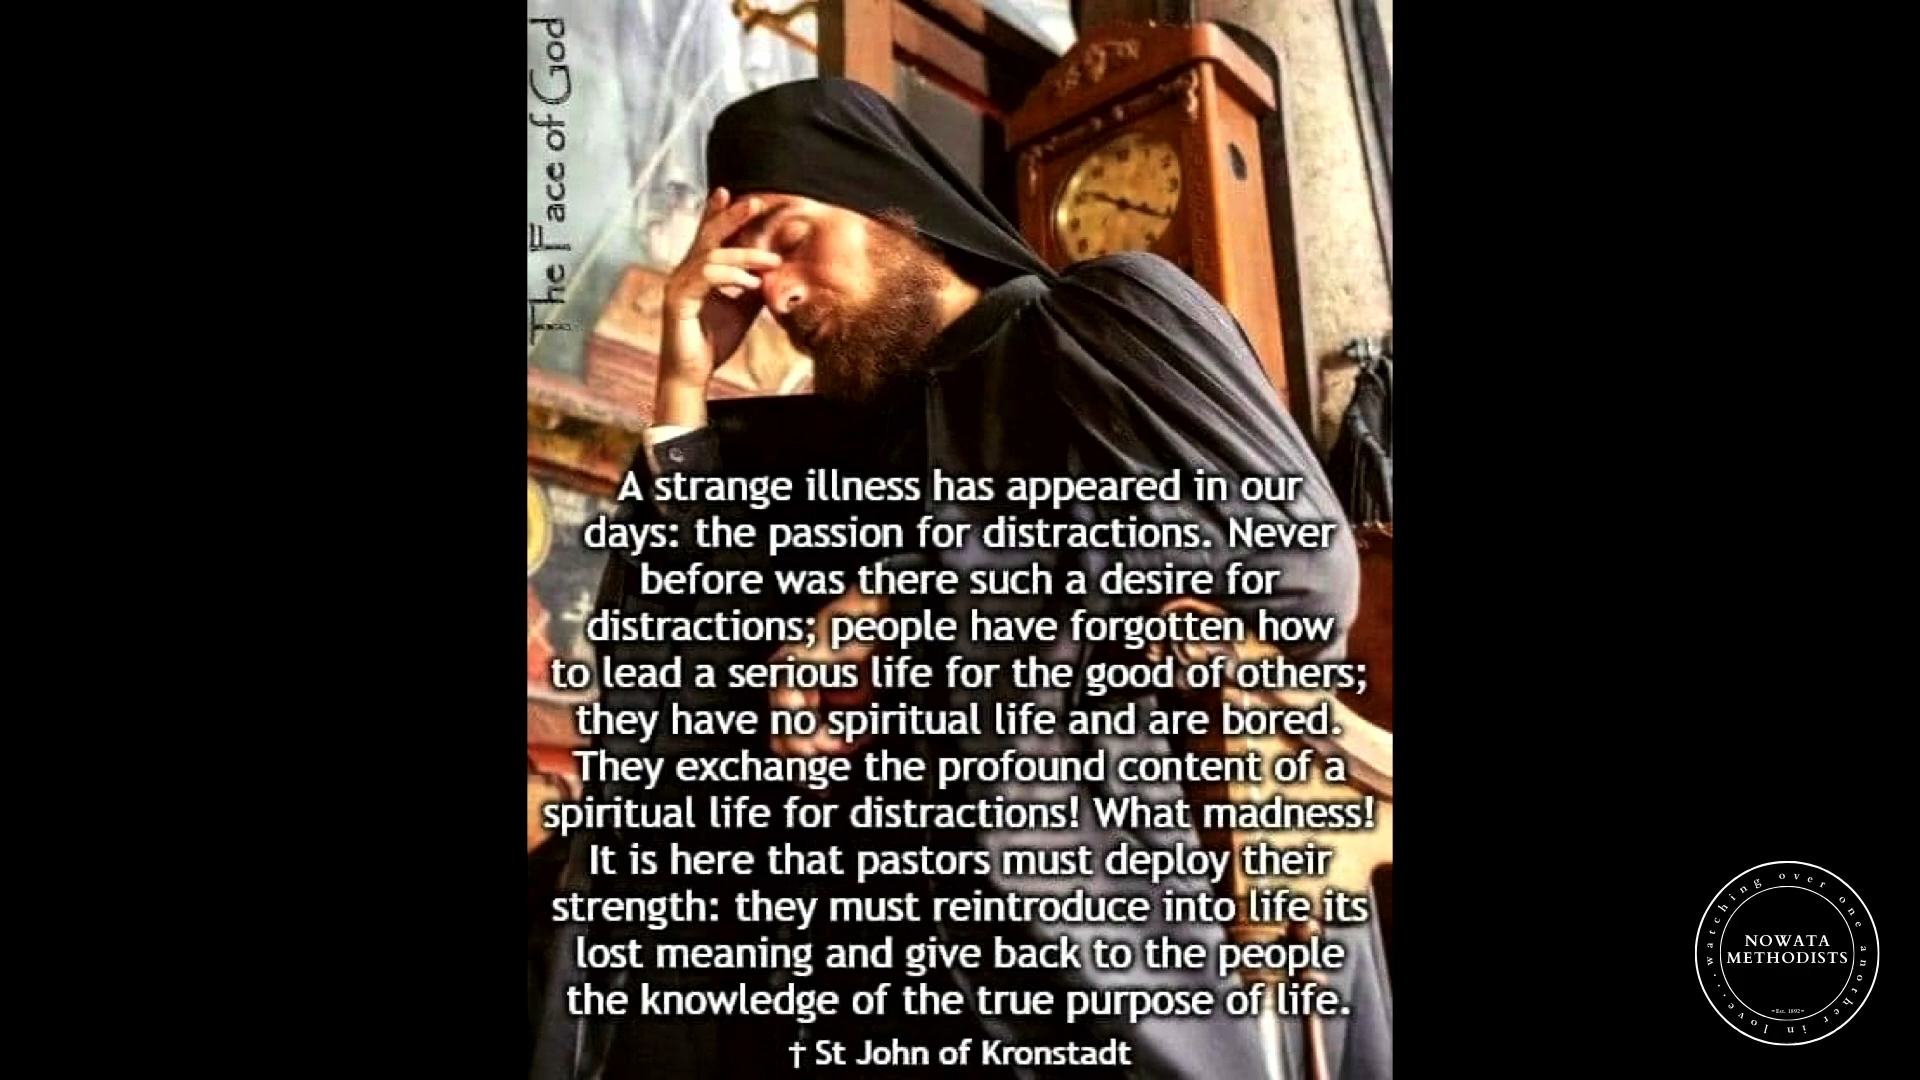 The Face of God
A strange illness has appeared in our
days: the passion for distractions. Never
before was there such a desire for
distractions; people have forgotten how
to lead a serious life for the good of others;
they have no spiritual life and are bored.
They exchange the profound content of a
spiritual life for distractions! What madness!
It is here that pastors must deploy their
strength: they must reintroduce into life its
lost meaning and give back to the people
the knowledge of the true purpose of life.
† St John of Kronstadt
watching over one another in love...
NOWATA
METHODISTS
Est. 1892